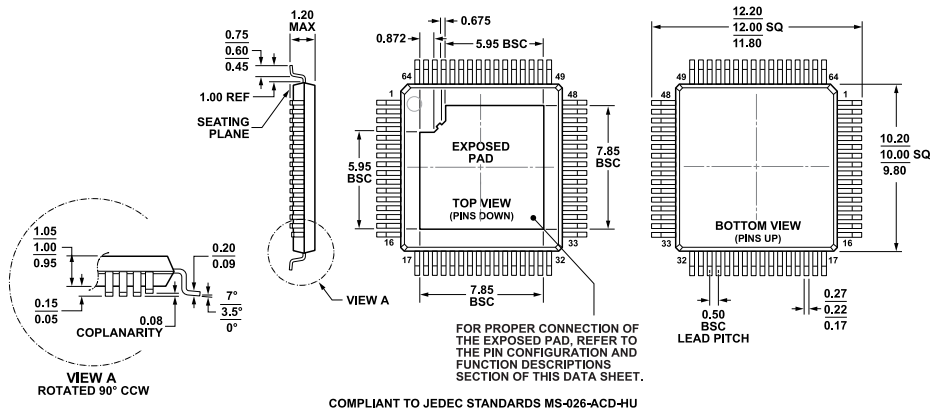 0.75
0.60
0.45
1.20
MAX
1.00 REF
SEATING
PLANE
0.675
0.872
5.95 BSC
64
49
1
48
EXPOSED
PAD
5.95
BSC
7.85
BSC
TOP VIEW
(PINS DOWN)
16
33
17
32
7.85
BSC
VIEW A
FOR PROPER CONNECTION OF
THE EXPOSED PAD, REFER TO
THE PIN CONFIGURATION AND
FUNCTION DESCRIPTIONS
SECTION OF THIS DATA SHEET.
12.20
12.00 SQ
11.80
49
64
48
1
10.20
10.00 SQ
9.80
BOTTOM VIEW
(PINS UP)
33
16
32
17
0.50
BSC
LEAD PITCH
0.27
0.22
0.17
1.05
1.00
0.95
0.20
0.09
0.15
0.05
0.08
COPLANARITY
7°
3.5°
0°
VIEW A
ROTATED 90° CCW
COMPLIANT TO JEDEC STANDARDS MS-026-ACD-HU